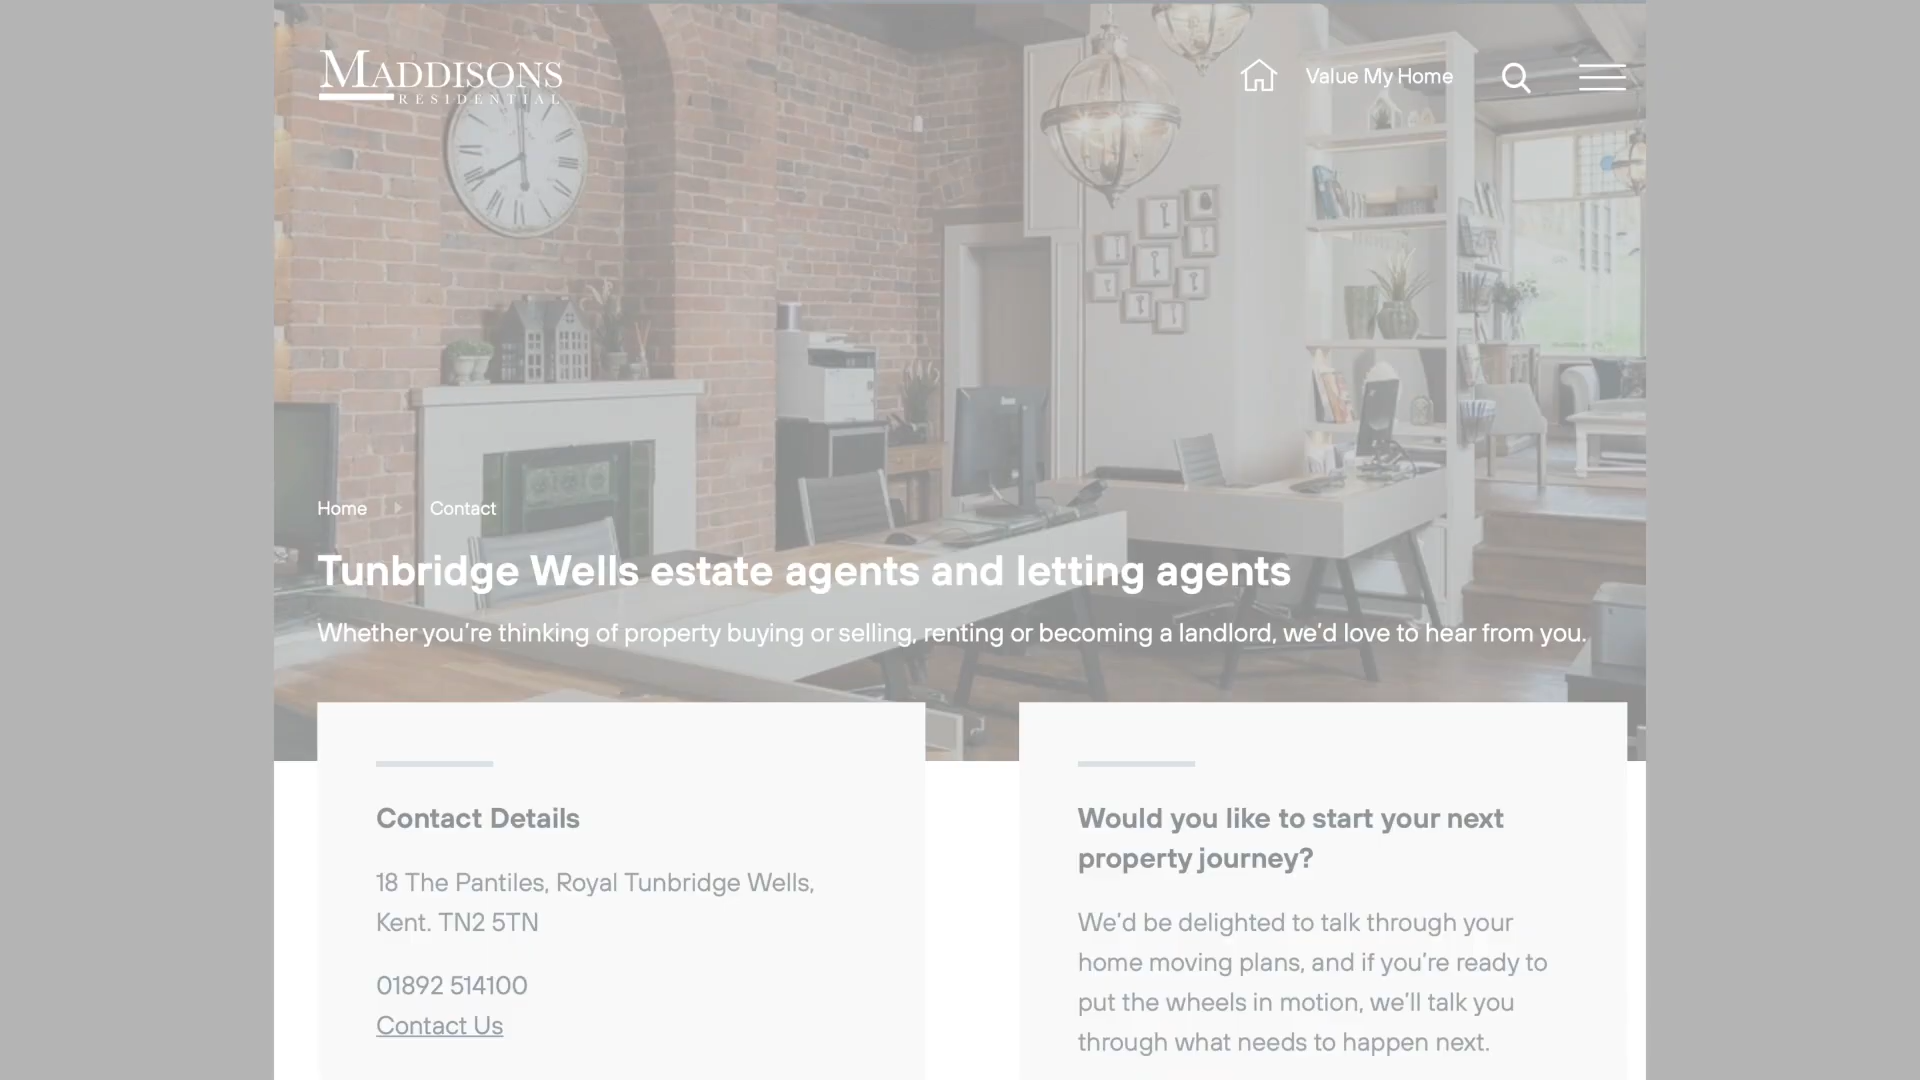 MADDISONS
RESIDENTIAL
Value My Home
Home
Contact
Tunbridge Wells estate agents and letting agents
Whether you’re thinking of property buying or selling, renting or becoming a landlord, we’d love to hear from you.
Contact Details
18 The Pantiles, Royal Tunbridge Wells,
Kent. TN2 5TN
01892 514100
Contact Us
Would you like to start your next
property journey?
We’d be delighted to talk through your
home moving plans, and if you’re ready to
put the wheels in motion, we’ll talk you
through what needs to happen next.